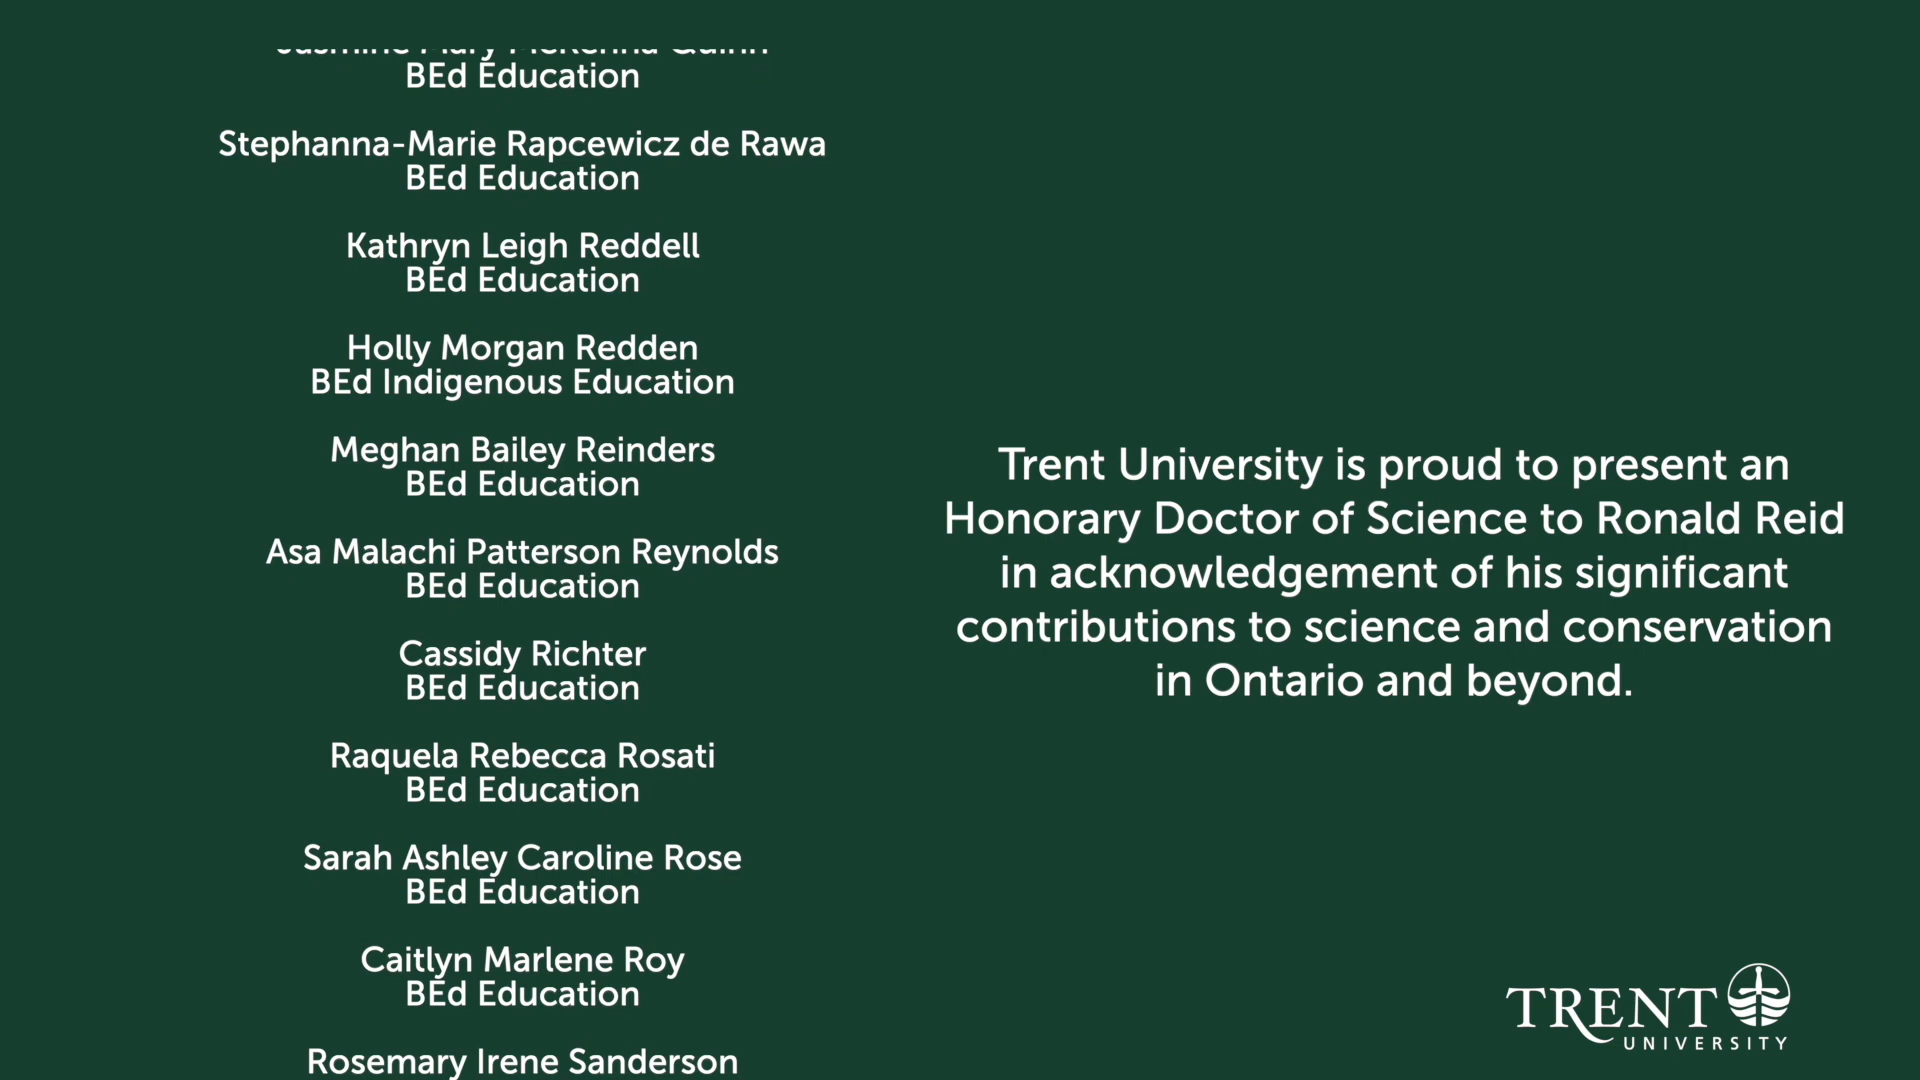 Jasmine Mary McKenna Quinn
BEd Education
Stephanna-Marie Rapcewicz de Rawa
BEd Education
Kathryn Leigh Reddell
BEd Education
Holly Morgan Redden
BEd Indigenous Education
Meghan Bailey Reinders
BEd Education
Asa Malachi Patterson Reynolds
BEd Education
Cassidy Richter
BEd Education
Raquela Rebecca Rosati
BEd Education
Sarah Ashley Caroline Rose
BEd Education
Caitlyn Marlene Roy
BEd Education
Rosemary Irene Sanderson
Trent University is proud to present an
Honorary Doctor of Science to Ronald Reid
in acknowledgement of his significant
contributions to science and conservation
in Ontario and beyond.
TRENT
UNIVERSITY